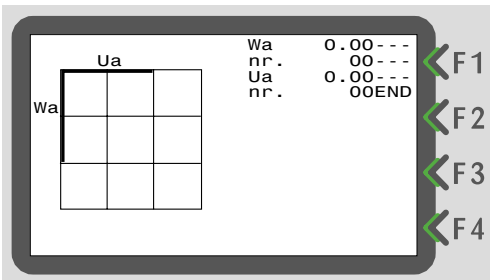 Wa 0.00---
nr. 00---
Ua 0.00---
nr. 00END
Ua
Wa
F1
F2
F3
F4